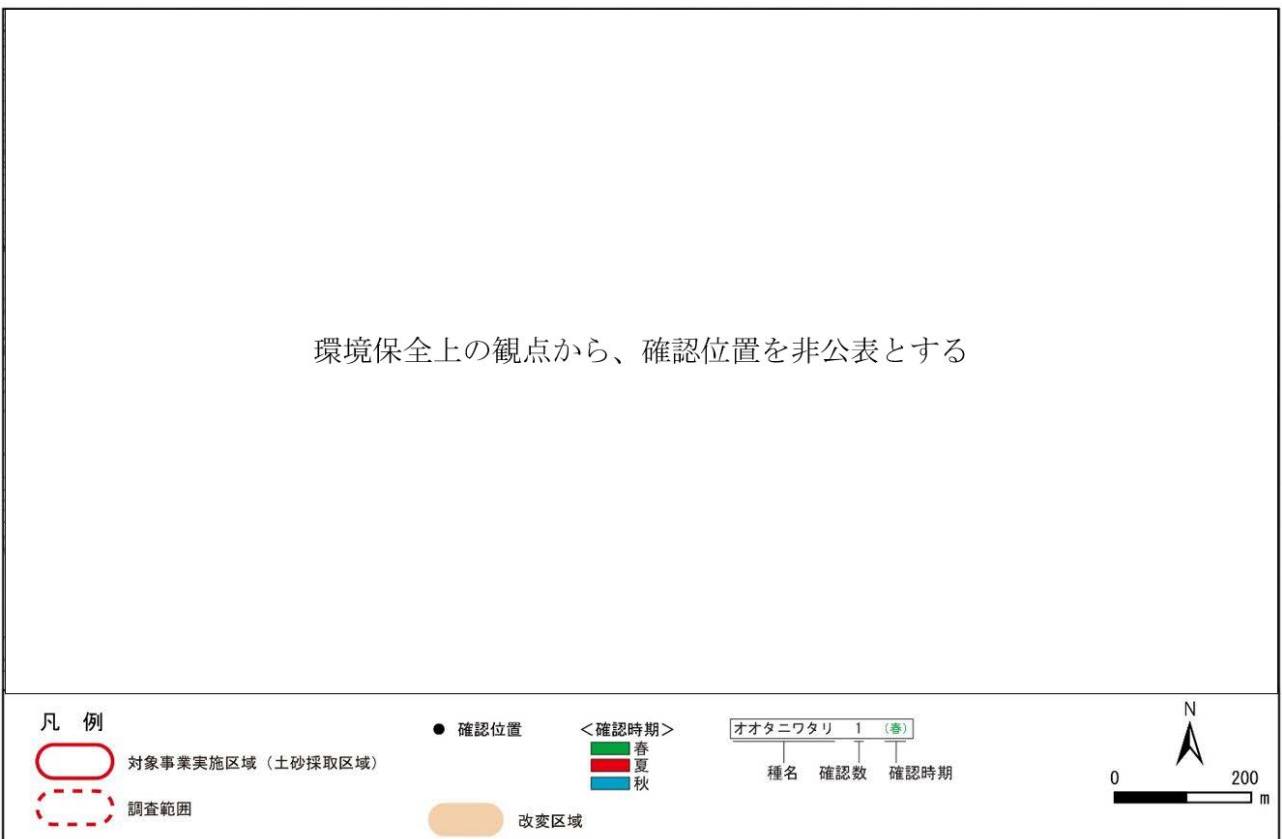 環境保全上の観点から、確認位置を非公表とする
凡 例
対象事業実施区域（土砂採取区域）
調査範囲
● 確認位置
改変区域
＜確認時期＞
春
夏
秋
オオタニワタリ 1 (春)
種名 確認数 確認時期
N
0 200
m